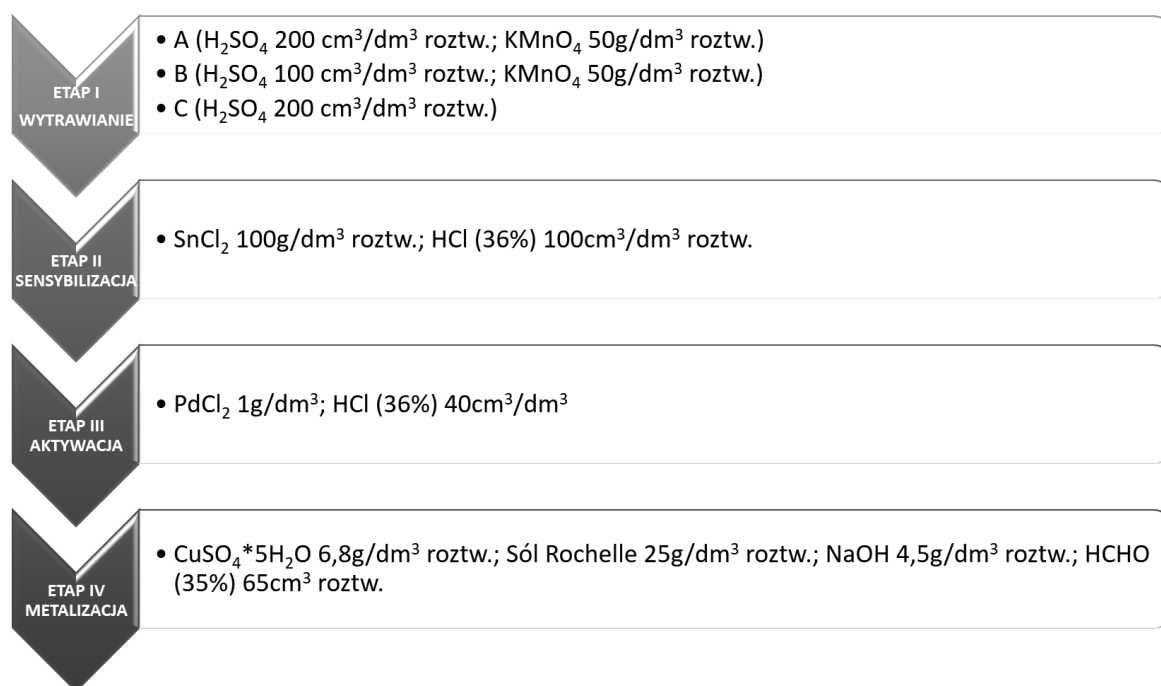 ETAP I
WYTRAWIANIE
• A (H₂SO₄ 200 cm³/dm³ roztw.; KMnO₄ 50g/dm³ roztw.)
• B (H₂SO₄ 100 cm³/dm³ roztw.; KMnO₄ 50g/dm³ roztw.)
• C (H₂SO₄ 200 cm³/dm³ roztw.)
ETAP II
SENSYBILIZACJA
• SnCl₂ 100g/dm³ roztw.; HCl (36%) 100cm³/dm³ roztw.
ETAP III
AKTYWACJA
• PdCl₂ 1g/dm³; HCl (36%) 40cm³/dm³
ETAP IV
METALIZACJA
• CuSO₄*5H₂O 6,8g/dm³ roztw.; Sól Rochelle 25g/dm³ roztw.; NaOH 4,5g/dm³ roztw.; HCHO
(35%) 65cm³ roztw.